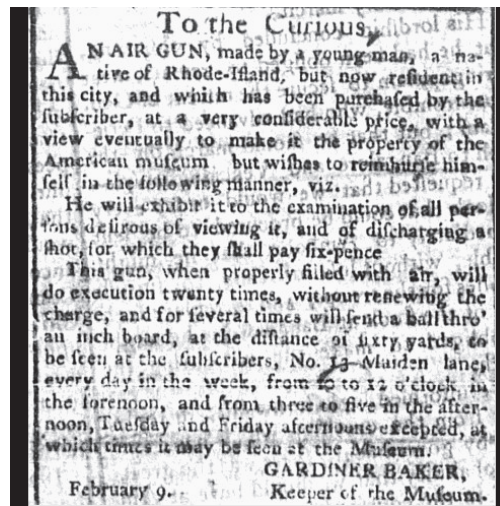 To the Curious,
AN AIR GUN, made by a young man, a na-
tive of Rhode-Iſland, but now reſident in
this city, and which has been purchaſed by the
ſubſcriber, at a very conſiderable price, with a
view eventually to make it the property of the
American muſeum but wiſhes to reimburſe him-
ſelf in the following manner, viz.
He will exhibit it to the examination of all per-
ſons deſirous of viewing it, and of diſcharging a
ſhot, for which they ſhall pay ſix-pence
This gun, when properly filled with air, will
do execution twenty times, without renewing the
charge, and for ſeveral times will ſend a ball thro'
an inch board, at the diſtance of ſixty yards, to
be ſeen at the ſubſcribers, No. 13 Maiden lane,
every day in the week, from 10 to 12 o'clock in
the forenoon, and from three to five in the after-
noon, Tueſday and Friday afternoons excepted, at
which times it may be ſeen at the Muſeum.
GARDINER BAKER,
February 9. Keeper of the Muſeum.